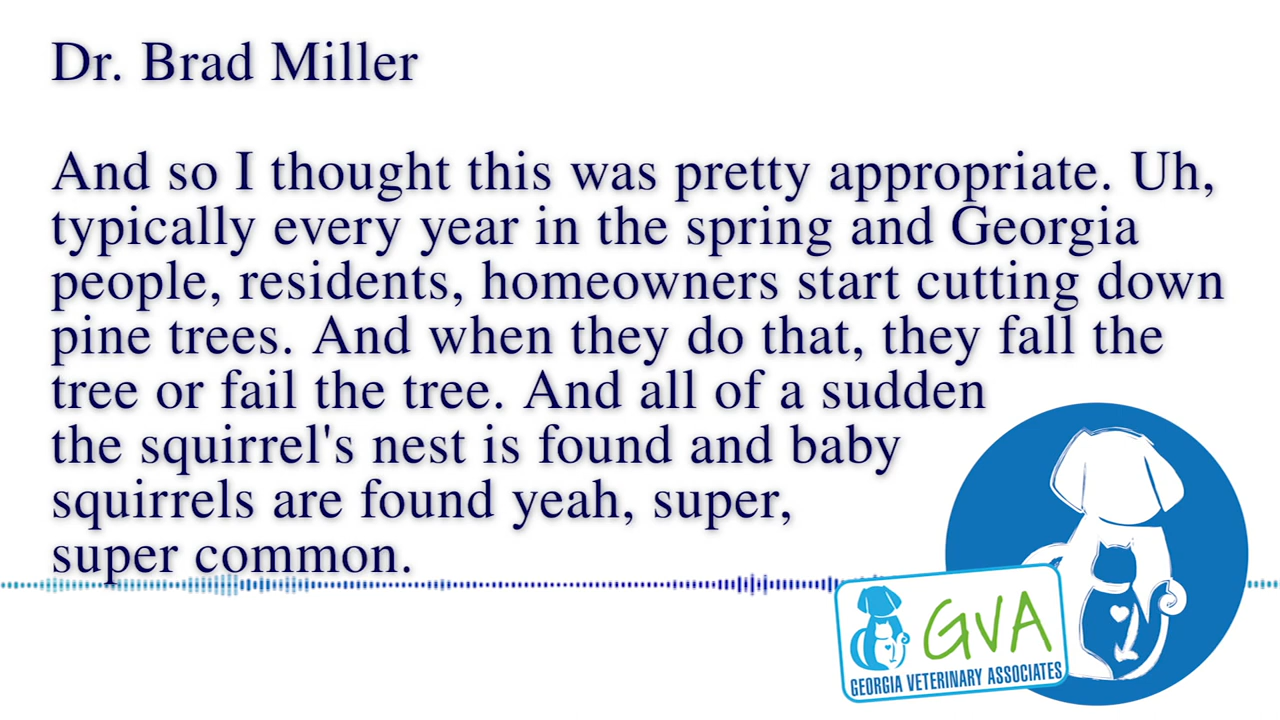 Dr. Brad Miller
And so I thought this was pretty appropriate. Uh,
typically every year in the spring and Georgia
people, residents, homeowners start cutting down
pine trees. And when they do that, they fall the
tree or fail the tree. And all of a sudden
the squirrel's nest is found and baby
squirrels are found yeah, super,
super common.
GVA
GEORGIA VETERINARY ASSOCIATES